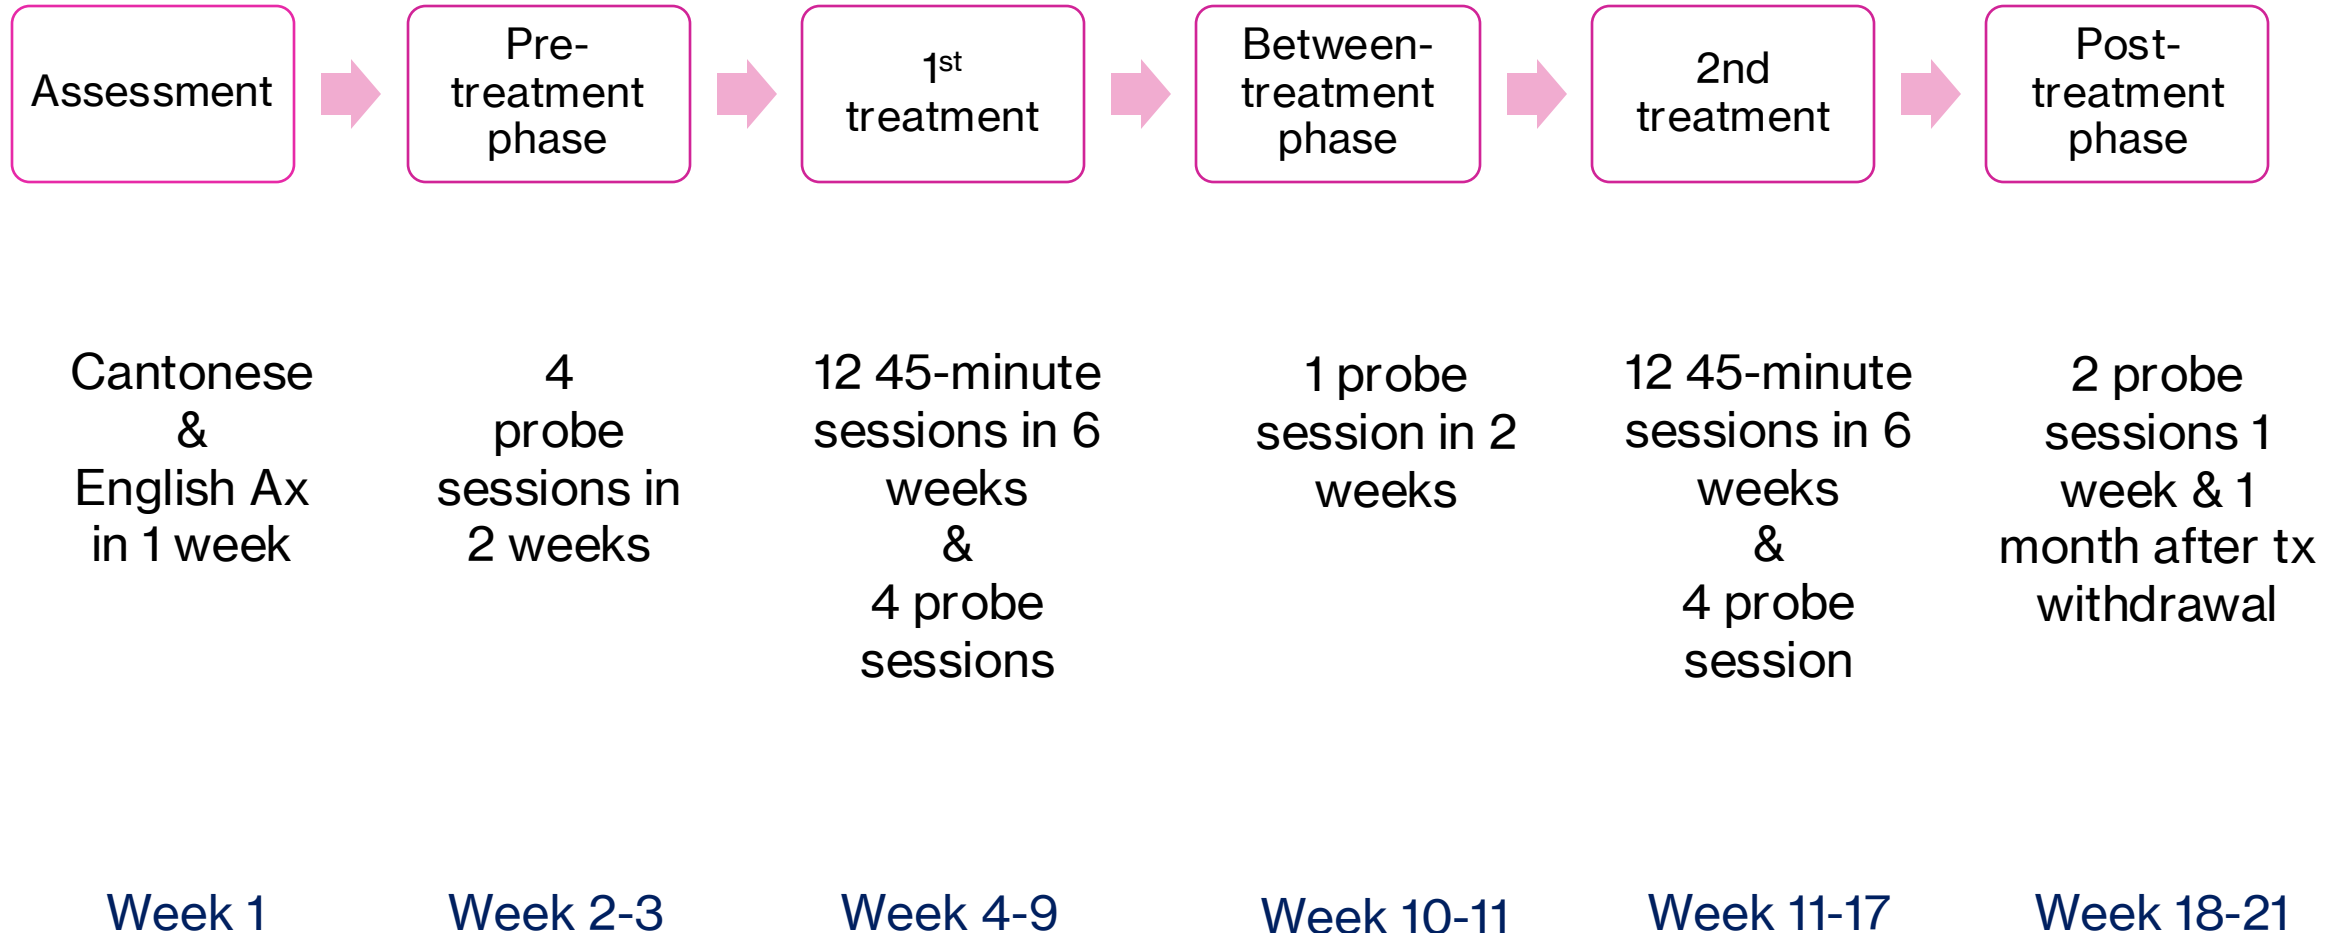 Assessment
Pre-
treatment
phase
1st
treatment
Between-
treatment
phase
2nd
treatment
Post-
treatment
phase
Cantonese
&
English Ax
in 1 week
4
probe
sessions in
2 weeks
12 45-minute
sessions in 6
weeks
&
4 probe
sessions
1 probe
session in 2
weeks
12 45-minute
sessions in 6
weeks
&
4 probe
session
2 probe
sessions 1
week & 1
month after tx
withdrawal
Week 1
Week 2-3
Week 4-9
Week 10-11
Week 11-17
Week 18-21